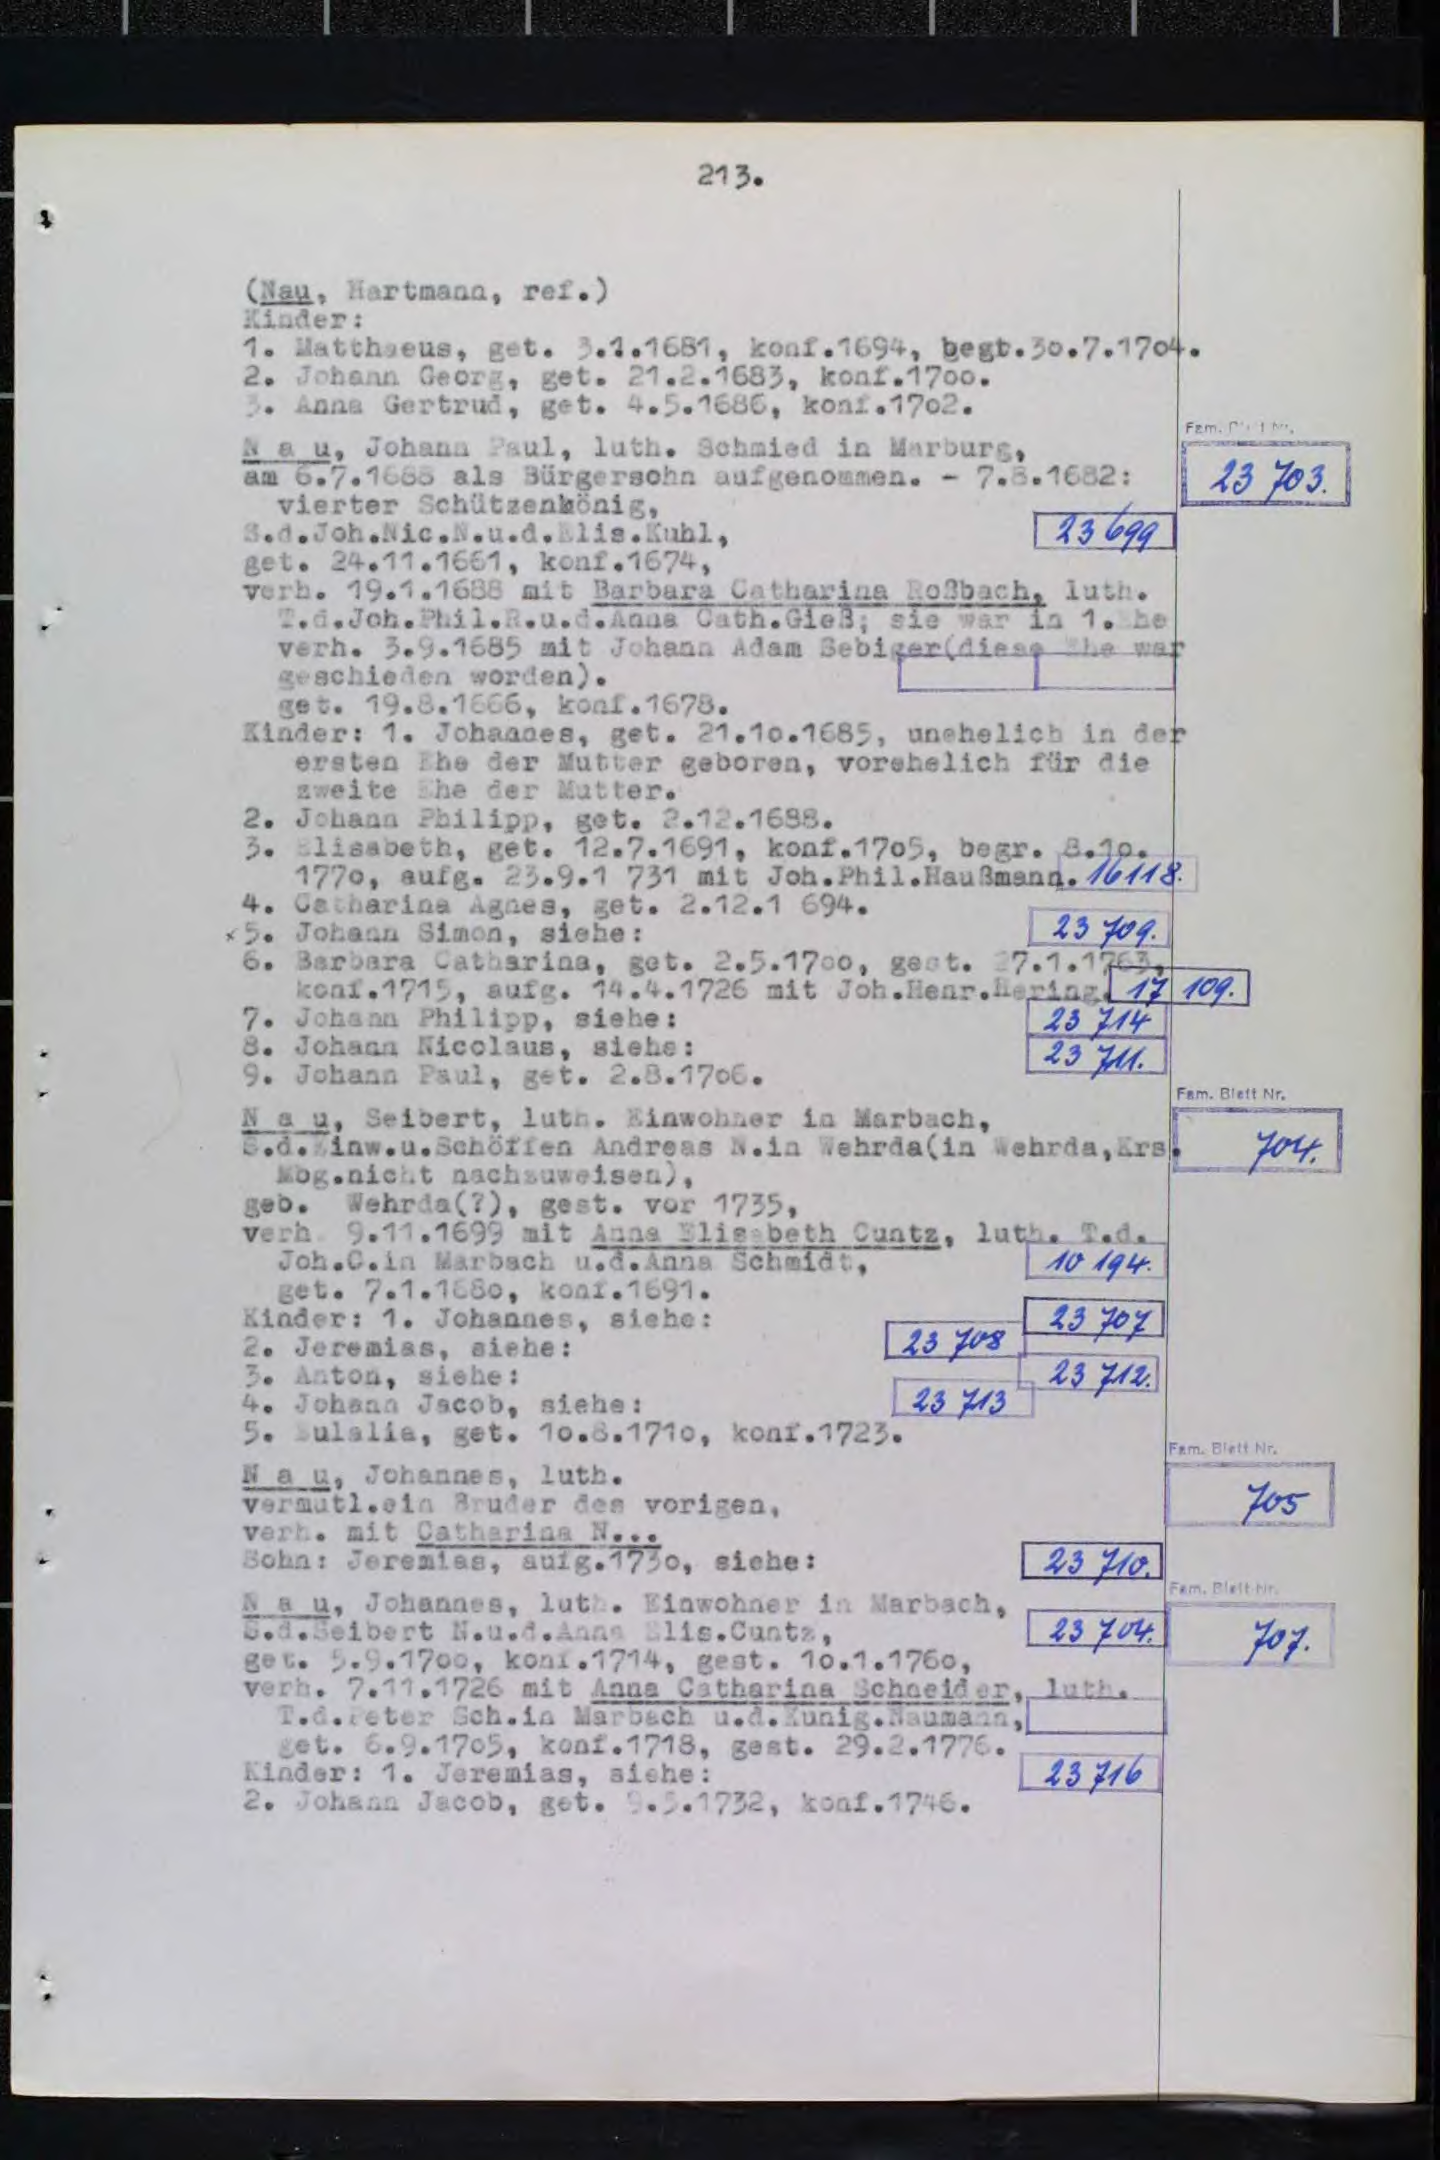 213.
(Nau, Hartmann, ref.)
Kinder:
1. Matthaeus, get. 3.1.1681, konf.1694, begt.30.7.1704.
2. Johann Georg, get. 21.2.1683, konf.1700.
3. Anna Gertrud, get. 4.5.1686, konf.1702.
Fam. Blatt Nr.
N a u, Johann Paul, luth. Schmied in Marburg,
23 703.
am 6.7.1688 als Bürgersohn aufgenommen. - 7.8.1682:
vierter Schützenkönig,
S.d.Joh.Nic.N.u.d.Elis.Kuhl, 23 699
get. 24.11.1661, konf.1674,
verh. 19.1.1688 mit Barbara Catharina Roßbach, luth.
T.d.Joh.Phil.R.u.d.Anna Cath.Gieß; sie war in 1.Ehe
verh. 3.9.1685 mit Johann Adam Sebiger(diese Ehe war
geschieden worden).
get. 19.8.1666, konf.1678.
Kinder: 1. Johannes, get. 21.10.1685, unehelich in der
ersten Ehe der Mutter geboren, vorehelich für die
zweite Ehe der Mutter.
2. Johann Philipp, get. 2.12.1688.
3. Elisabeth, get. 12.7.1691, konf.1705, begr. 8.10.
1770, aufg. 23.9.1 731 mit Joh.Phil.Haußmann. 16118.
4. Catharina Agnes, get. 2.12.1 694.
x5. Johann Simon, siehe: 23 709.
6. Barbara Catharina, get. 2.5.1700, gest. 27.1.1763,
konf.1715, aufg. 14.4.1726 mit Joh.Henr.Hering. 17 109.
7. Johann Philipp, siehe: 23 714
8. Johann Nicolaus, siehe: 23 711.
9. Johann Paul, get. 2.8.1706.
Fam. Blatt Nr.
N a u, Seibert, luth. Einwohner in Marbach,
704.
S.d.Einw.u.Schöffen Andreas N.in Wehrda(in Wehrda,Krs.
Mbg.nicht nachzuweisen),
geb. Wehrda(?), gest. vor 1735,
verh. 9.11.1699 mit Anna Elisabeth Cuntz, luth. T.d.
Joh.C.in Marbach u.d.Anna Schmidt, 10 194.
get. 7.1.1680, konf.1691.
Kinder: 1. Johannes, siehe: 23 707
2. Jeremias, siehe: 23 708
3. Anton, siehe: 23 712.
4. Johann Jacob, siehe: 23 713
5. Eulalia, get. 10.8.1710, konf.1723.
Fam. Blatt Nr.
N a u, Johannes, luth.
705
vermutl.ein Bruder des vorigen,
verh. mit Catharina N...
Sohn: Jeremias, aufg.1730, siehe: 23 710.
Fam. Blatt Nr.
N a u, Johannes, luth. Einwohner in Marbach,
S.d.Seibert N.u.d.Anna Elis.Cuntz, 23 704. 707.
get. 5.9.1700, konf.1714, gest. 10.1.1760,
verh. 7.11.1726 mit Anna Catharina Schneider, luth.
T.d.Peter Sch.in Marbach u.d.Kunig.Naumann,
get. 6.9.1705, konf.1718, gest. 29.2.1776.
Kinder: 1. Jeremias, siehe: 23 716
2. Johann Jacob, get. 9.3.1732, konf.1746.